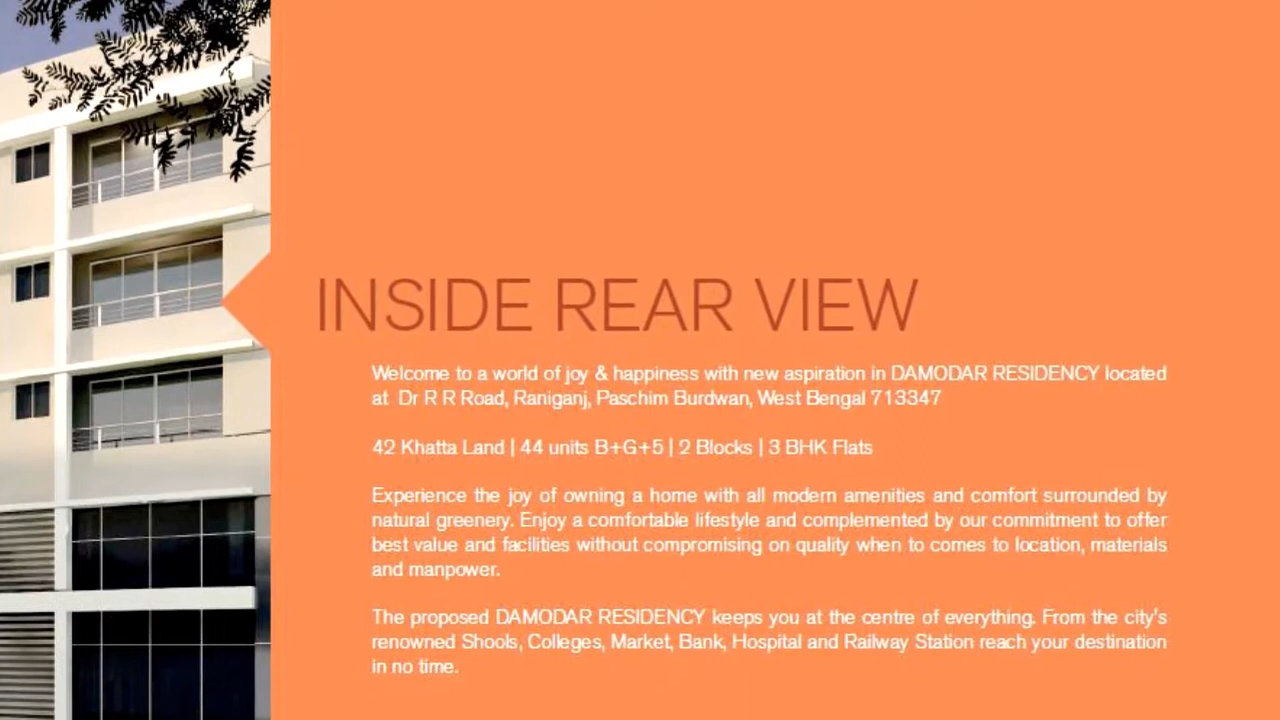 INSIDE REAR VIEW
Welcome to a world of joy & happiness with new aspiration in DAMODAR RESIDENCY located
at Dr R R Road, Raniganj, Paschim Burdwan, West Bengal 713347
42 Khatta Land | 44 units B+G+5 | 2 Blocks | 3 BHK Flats
Experience the joy of owning a home with all modern amenities and comfort surrounded by
natural greenery. Enjoy a comfortable lifestyle and complemented by our commitment to offer
best value and facilities without compromising on quality when to comes to location, materials
and manpower.
The proposed DAMODAR RESIDENCY keeps you at the centre of everything. From the city's
renowned Shools, Colleges, Market, Bank, Hospital and Railway Station reach your destination
in no time.